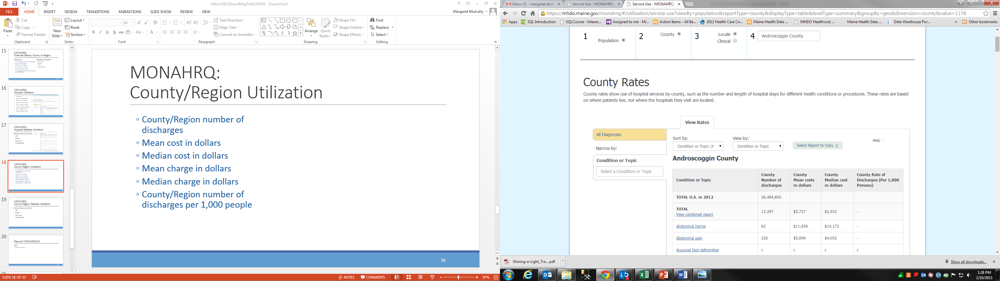 March2015BoardMtgDraft150209 - PowerPoint
FILE HOME INSERT DESIGN TRANSITIONS ANIMATIONS SLIDE SHOW REVIEW VIEW
Margaret Mulcahy
Paste
Cut
Copy
Format Painter
Clipboard
New Slide
Layout
Reset
Section
Slides
24
Font
Text Direction
Align Text
Convert to SmartArt
Paragraph
Arrange
Quick Styles
Shape Fill
Shape Outline
Shape Effects
Drawing
Find
Replace
Select
Editing
15
MONAHRQ:
Financial Data by County or Region
16
MONAHRQ:
Hospital Utilization
17
MONAHRQ:
Hospital Detailed Utilization
18
MONAHRQ:
County/Region Utilization
19
MONAHRQ:
County/Region Detailed Utilization
20
Plans for MONAHRQ 6.0
MONAHRQ:
County/Region Utilization
County/Region number of
discharges
Mean cost in dollars
Median cost in dollars
Mean charge in dollars
Median charge in dollars
County/Region number of
discharges per 1,000 people
18
SLIDE 18 OF 22
NOTES COMMENTS 97%
Inbox (3) - margaret.alice. Service Use - MONAHRQ Service Use - MONAHRQ
https://mhdo.maine.gov/monahrq/#/utilization/service-use?viewBy=population&reportType=county&displayType=table&levelType=summary&groupBy=geo&dimension=county&value=1178
Apps SQL Introduction SQLCourse - Interac... Assigned to me - Mi... Action Items - All Ite... 2012 Health Care Co... Maine Health Data ... MHDO Healthcost ... Maine Health Data ... Data Warehouse Por... » Other bookmarks
1 Population 2 County 3 Locale
Clinical
4 Androscoggin County
County Rates
County rates show use of hospital services by county, such as the number and length of hospital stays for different health conditions or procedures. These rates are based
on where patients live, not where the hospitals they visit are located.
View Rates
All Diagnoses
Narrow by:
Condition or Topic
Select a Condition or Topic
Sort by:
Condition or Topic (A
View by:
Condition or Topic
Select Report to Copy
Help
Androscoggin County
Condition or Topic
County Number of discharges
County Mean costs in dollars
County Median cost in dollars
County Rate of Discharges (Per 1,000 Persons)
TOTAL U.S. in 2012 36,484,850
TOTAL
View combined report
13,397 $5,727 $2,932 -
Abdominal hernia 62 $11,659 $10,172 -
Abdominal pain 326 $5,699 $4,052 -
Acquired foot deformities c c c c
Shining-a-Light_Tra....pdf
Show all downloads...
1:28 PM
2/10/2015